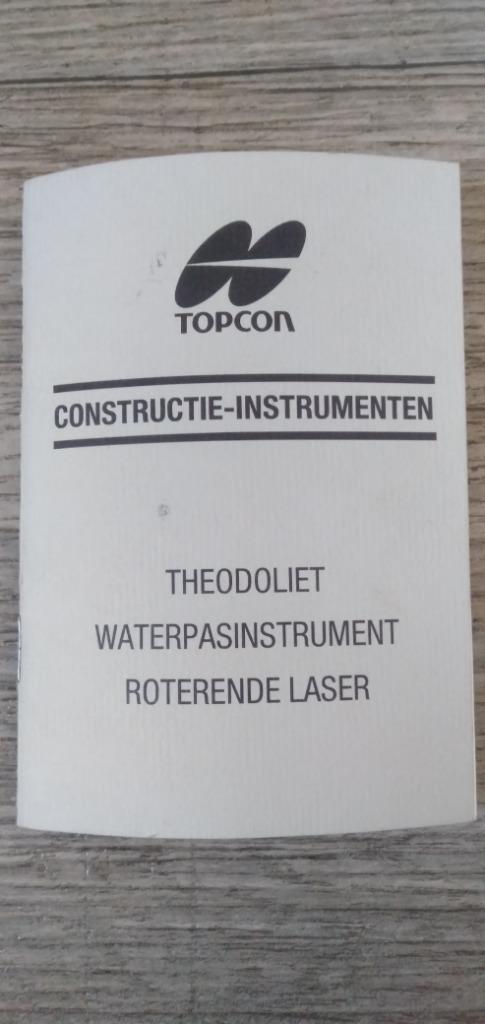 TOPCON
CONSTRUCTIE-INSTRUMENTEN
THEODOLIET
WATERPASINSTRUMENT
ROTERENDE LASER